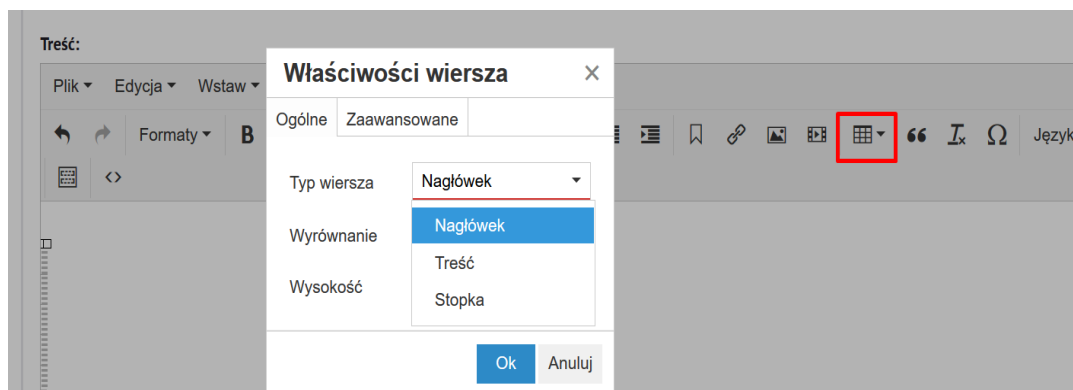 Treść:
Właściwości wiersza ×
Plik Edycja Wstaw
Ogólne Zaawansowane
Formaty B Język
Typ wiersza Nagłówek
Nagłówek
Wyrównanie
Treść
Wysokość
Stopka
Ok Anuluj